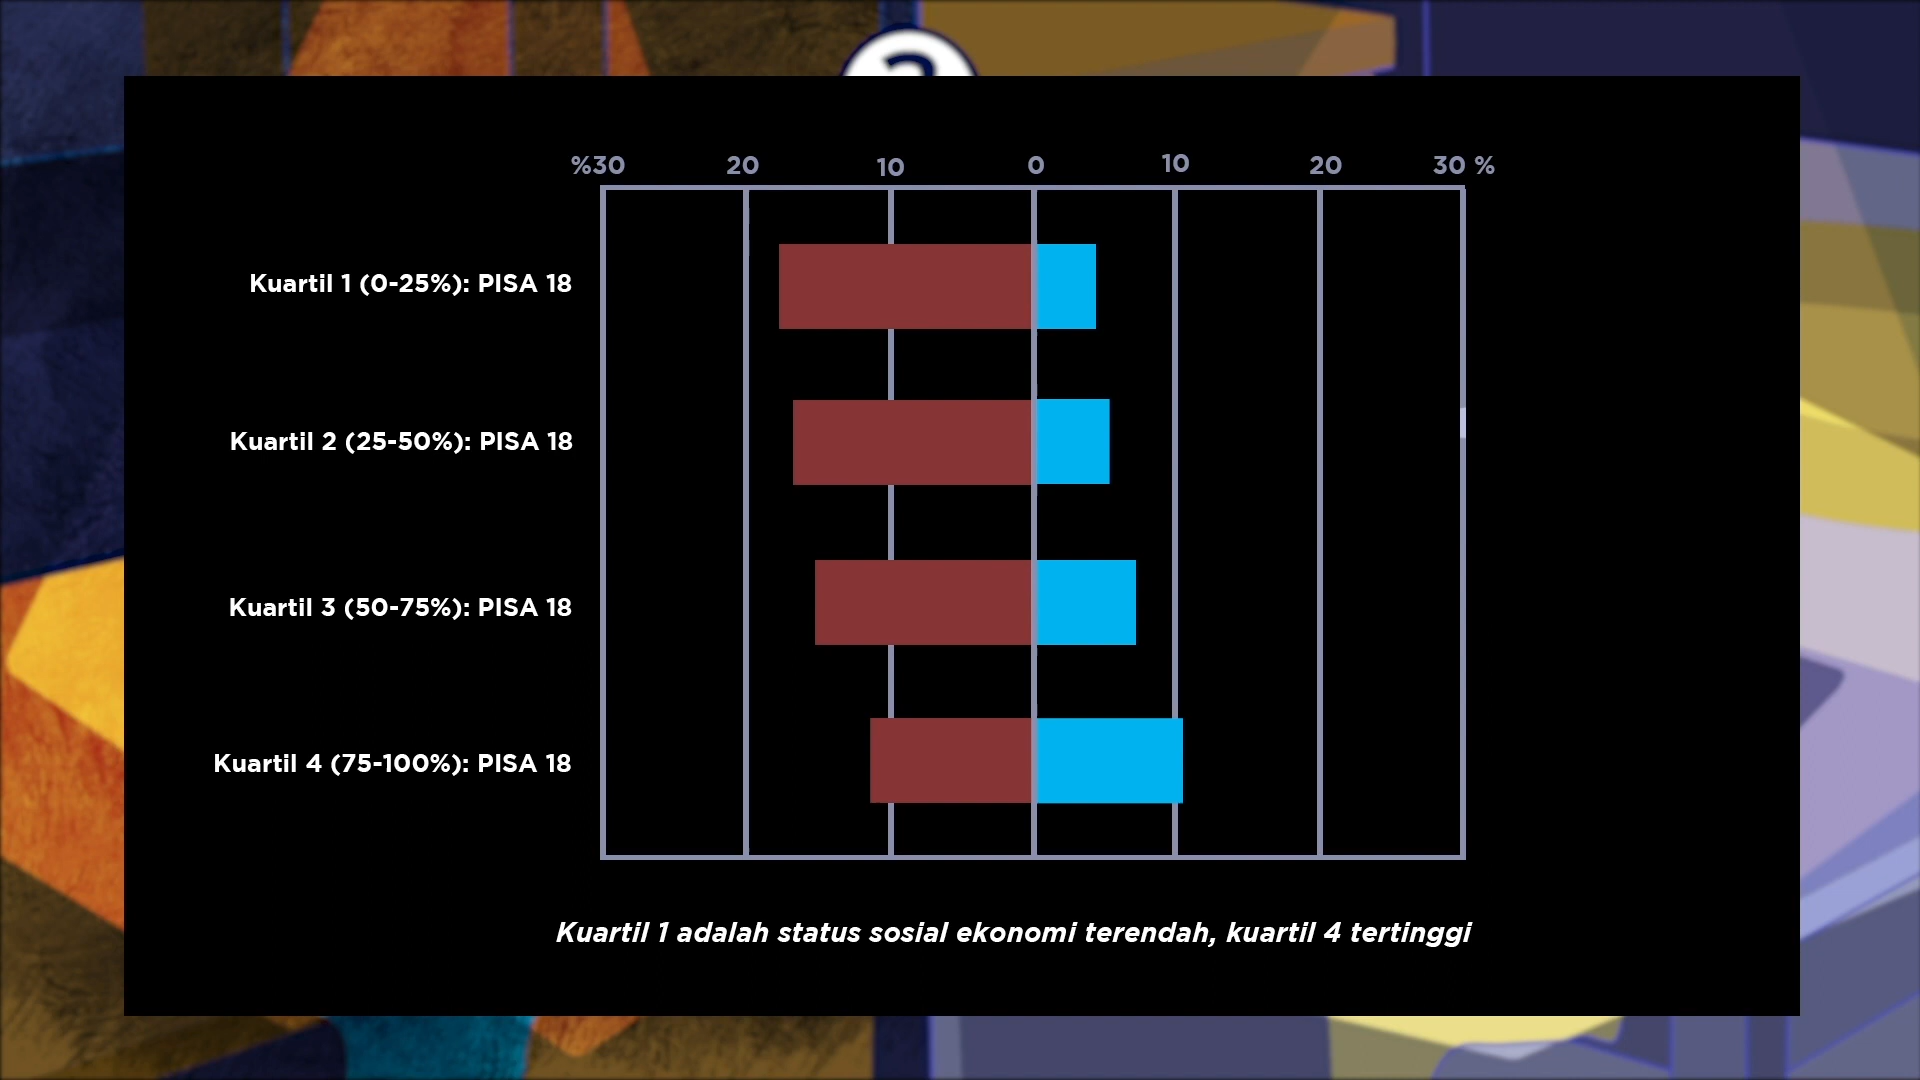 %30 20 10 0 10 20 30 %
Kuartil 1 (0-25%): PISA 18
Kuartil 2 (25-50%): PISA 18
Kuartil 3 (50-75%): PISA 18
Kuartil 4 (75-100%): PISA 18
Kuartil 1 adalah status sosial ekonomi terendah, kuartil 4 tertinggi